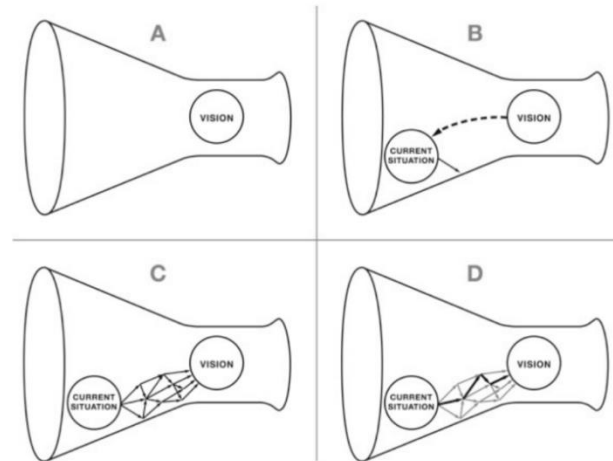 A
VISION
B
VISION
CURRENT
SITUATION
C
VISION
CURRENT
SITUATION
D
VISION
CURRENT
SITUATION